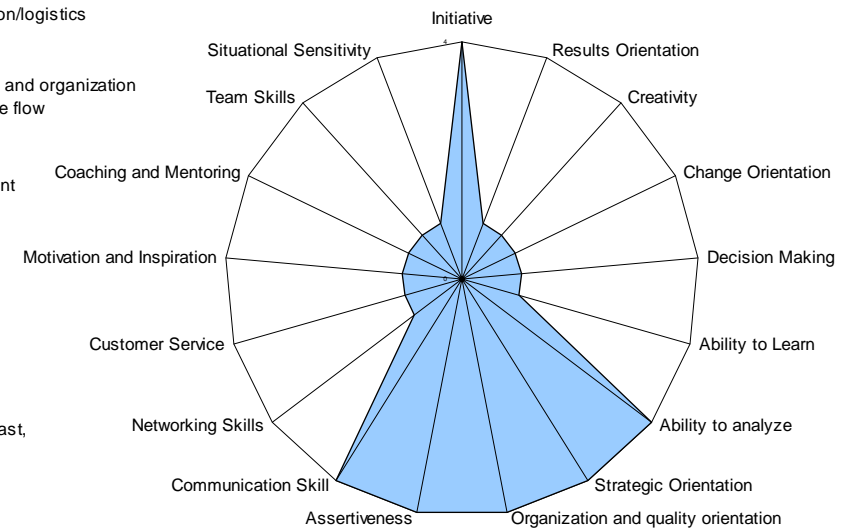 on/logistics
and organization
e flow
nt
ast,
Initiative
4
Situational Sensitivity
Results Orientation
Team Skills
Creativity
Coaching and Mentoring
Change Orientation
Motivation and Inspiration
Decision Making
0
Customer Service
Ability to Learn
Networking Skills
Ability to analyze
Communication Skill
Strategic Orientation
Assertiveness
Organization and quality orientation